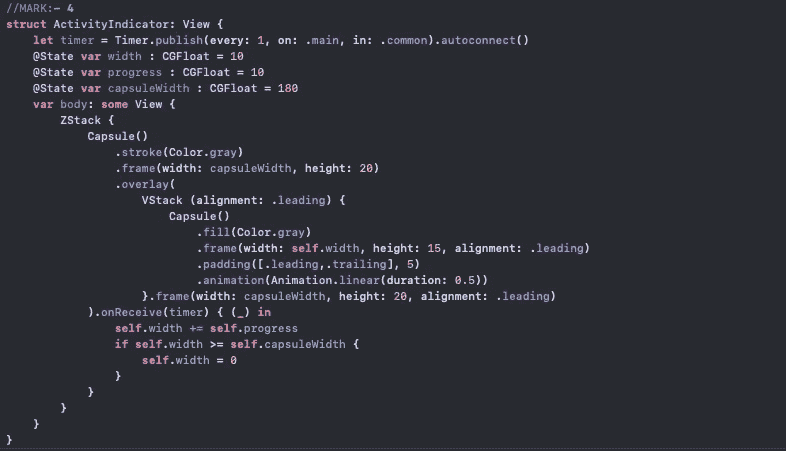 //MARK:- 4
struct ActivityIndicator: View {
    let timer = Timer.publish(every: 1, on: .main, in: .common).autoconnect()
    @State var width : CGFloat = 10
    @State var progress : CGFloat = 10
    @State var capsuleWidth : CGFloat = 180
    var body: some View {
        ZStack {
            Capsule()
                .stroke(Color.gray)
                .frame(width: capsuleWidth, height: 20)
                .overlay(
                    VStack (alignment: .leading) {
                        Capsule()
                            .fill(Color.gray)
                            .frame(width: self.width, height: 15, alignment: .leading)
                            .padding([.leading,.trailing], 5)
                            .animation(Animation.linear(duration: 0.5))
                    }.frame(width: capsuleWidth, height: 20, alignment: .leading)
            ).onReceive(timer) { (_) in
                self.width += self.progress
                if self.width >= self.capsuleWidth {
                    self.width = 0
                }
            }
        }
    }
}